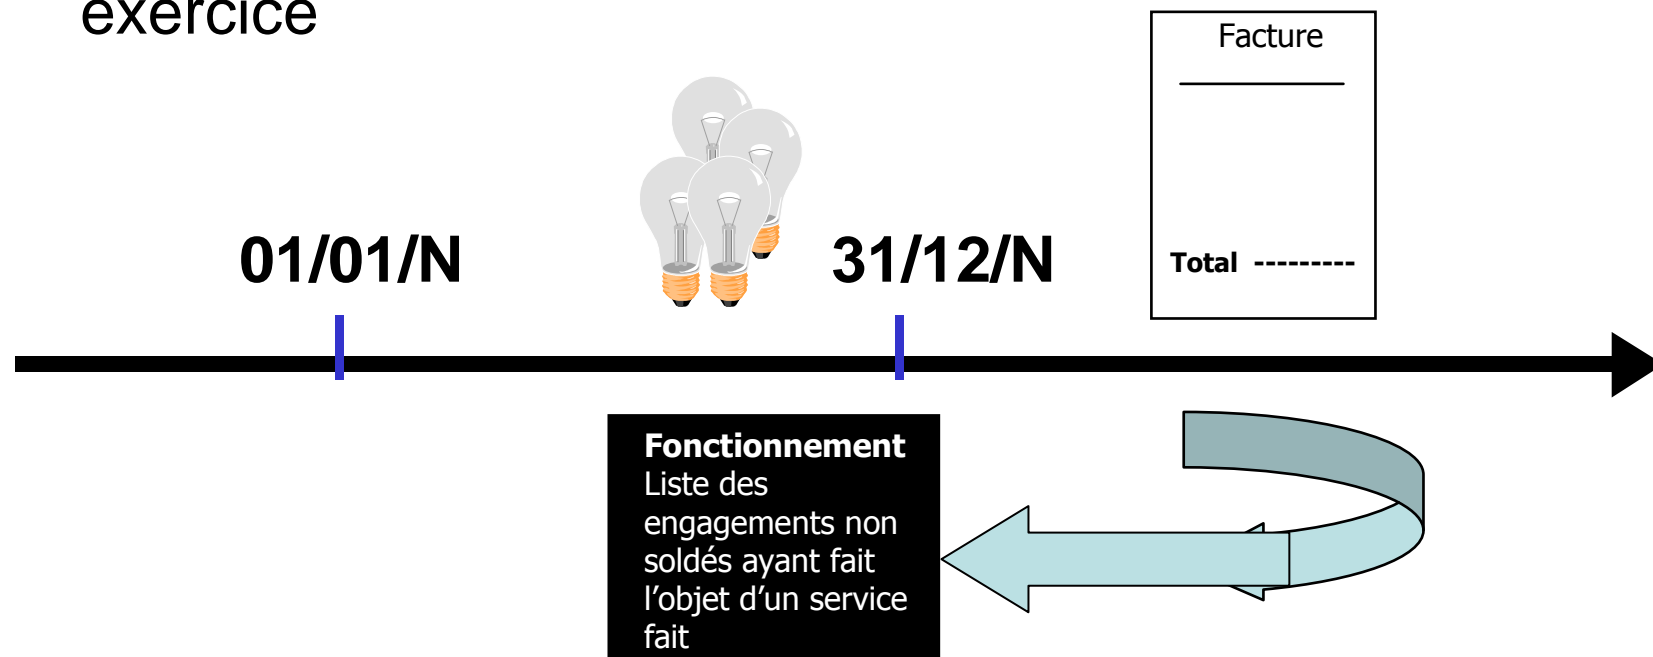 exercice
Facture
01/01/N
31/12/N
Total ---------
Fonctionnement
Liste des
engagements non
soldés ayant fait
l’objet d’un service
fait